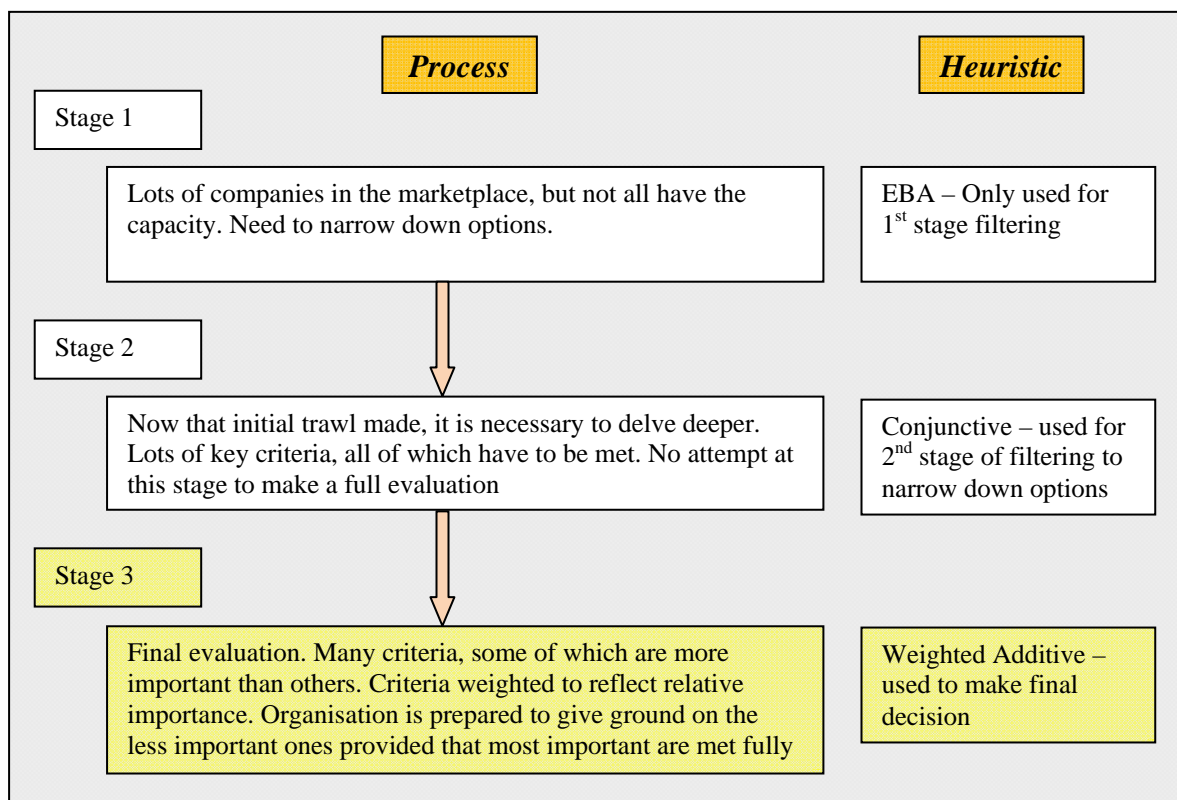 Process
Heuristic
Stage 1
Lots of companies in the marketplace, but not all have the
capacity. Need to narrow down options.
EBA – Only used for
1st stage filtering
Stage 2
Now that initial trawl made, it is necessary to delve deeper.
Lots of key criteria, all of which have to be met. No attempt at
this stage to make a full evaluation
Conjunctive – used for
2nd stage of filtering to
narrow down options
Stage 3
Final evaluation. Many criteria, some of which are more
important than others. Criteria weighted to reflect relative
importance. Organisation is prepared to give ground on the
less important ones provided that most important are met fully
Weighted Additive –
used to make final
decision